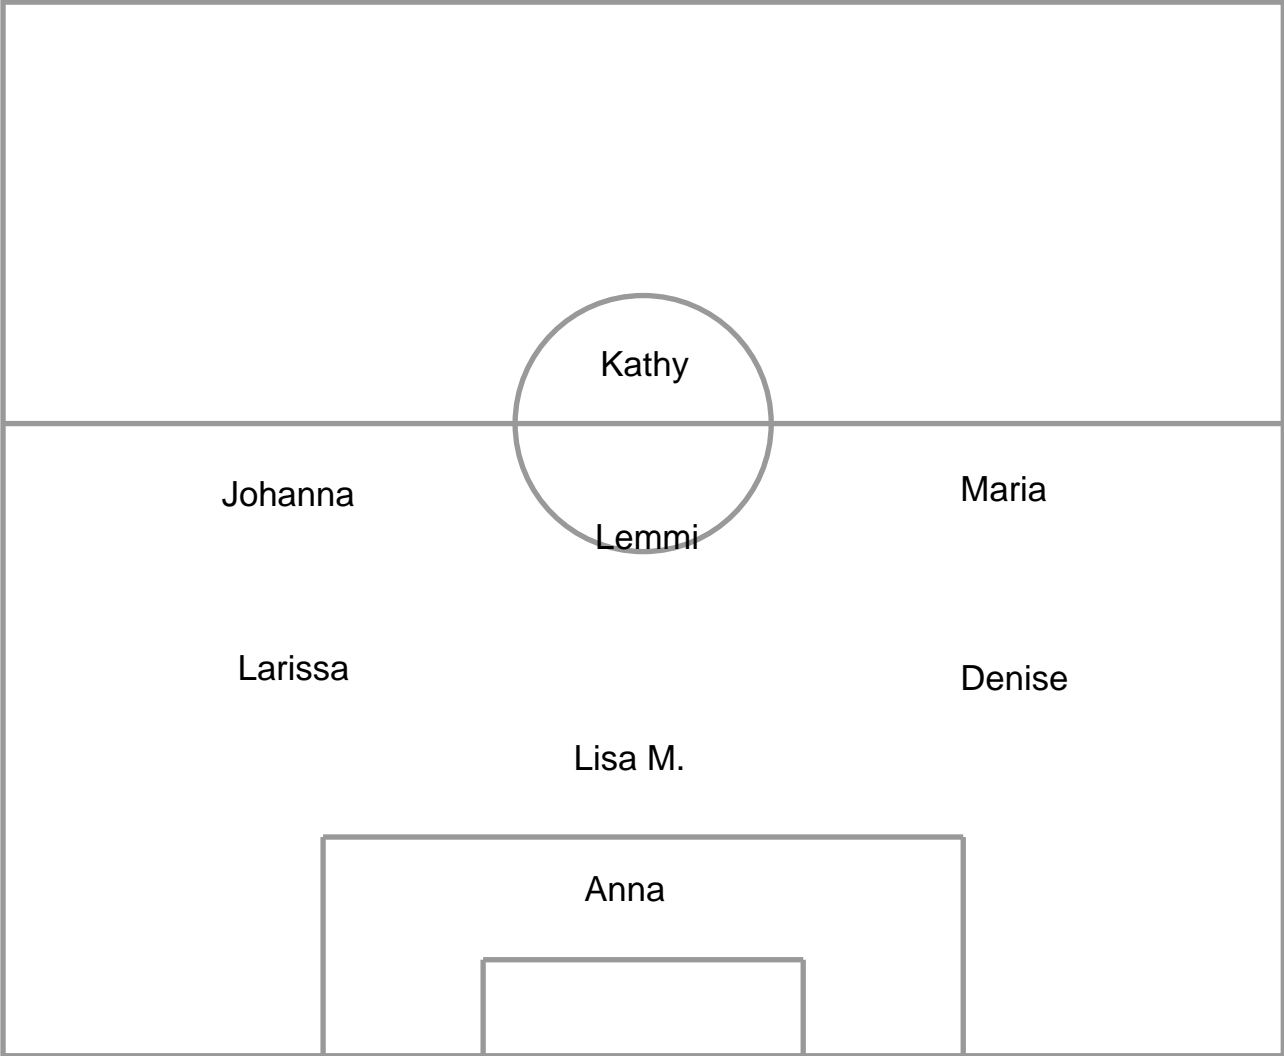 Kathy
Johanna
Maria
Lemmi
Larissa
Denise
Lisa M.
Anna